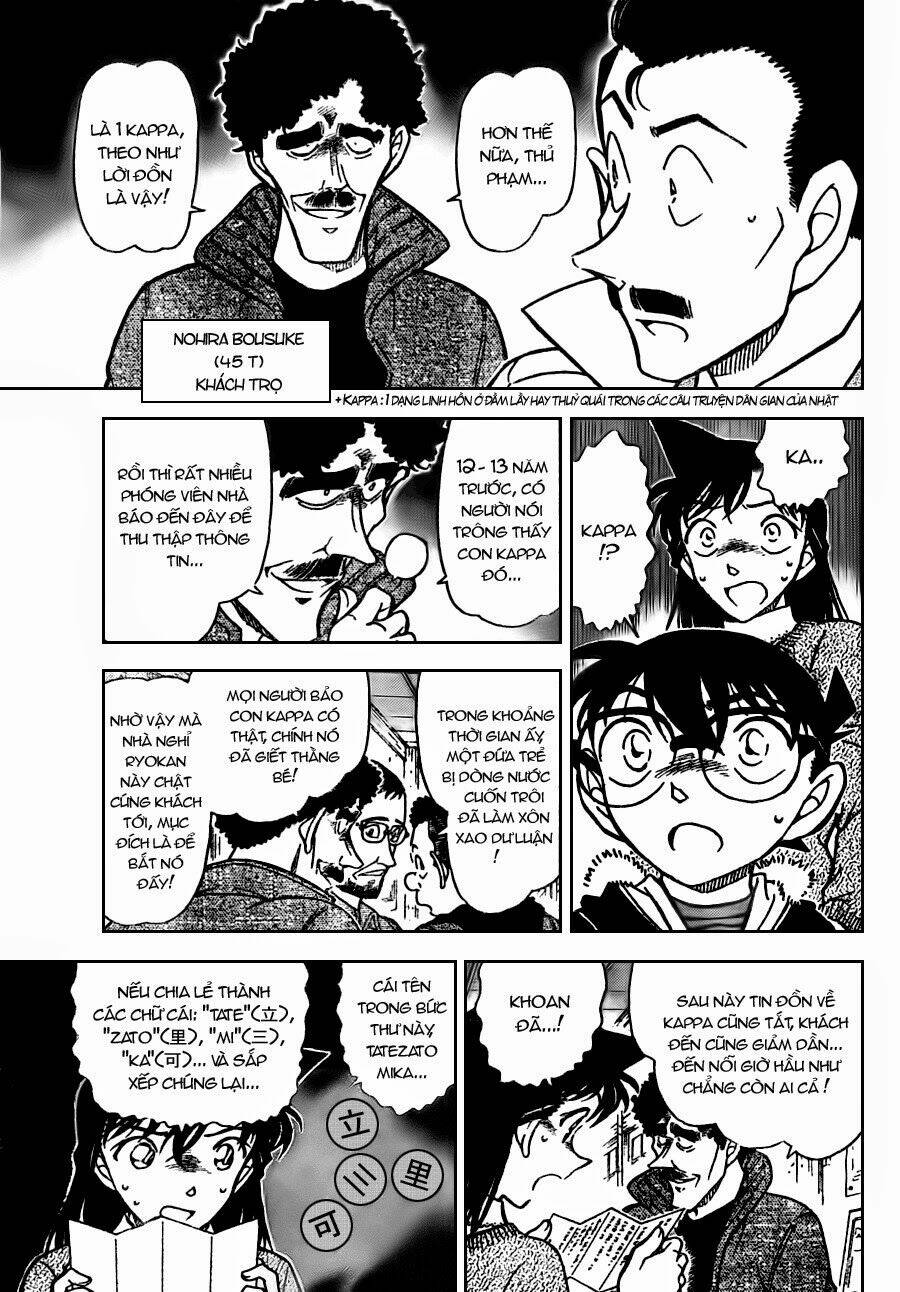 HƠN THẾ
NỮA, THỦ
PHẠM...
LÀ 1 KAPPA,
THEO NHƯ
LỜI ĐỒN
LÀ VẬY!
NOHIRA BOUSUKE
(45 T)
KHÁCH TRỌ
+ KAPPA : 1 DẠNG LINH HỒN Ở ĐẦM LẦY HAY THUỶ QUÁI TRONG CÁC CÂU TRUYỆN DÂN GIAN CỦA NHẬT
KA..
KAPPA
!?
12 - 13 NĂM
TRƯỚC, CÓ
NGƯỜI NÓI
TRÔNG THẤY
CON KAPPA
ĐÓ...
RỒI THÌ RẤT NHIỀU
PHÓNG VIÊN NHÀ
BÁO ĐẾN ĐÂY ĐỂ
THU THẬP THÔNG
TIN...
TRONG KHOẢNG
THỜI GIAN ẤY,
MỘT ĐỨA TRẺ
BỊ DÒNG NƯỚC
CUỐN TRÔI
ĐÃ LÀM XÔN
XAO DƯ LUẬN
!
MỌI NGƯỜI BẢO
CON KAPPA CÓ
THẬT, CHÍNH NÓ
ĐÃ GIẾT THẰNG
BÉ!
NHỜ VẬY MÀ
NHÀ NGHỈ
RYOKAN
NÀY CHẬT
CỨNG KHÁCH
TỚI, MỤC
ĐÍCH LÀ ĐỂ
BẮT NÓ
ĐẤY!
SAU NÀY TIN ĐỒN VỀ
KAPPA CŨNG TẮT, KHÁCH
ĐẾN CŨNG GIẢM DẦN...
ĐẾN NỖI GIỜ HẦU NHƯ
CHẲNG CÒN AI CẢ !
KHOAN
ĐÃ...!
CÁI TÊN
TRONG BỨC
THƯ NÀY,
TATEZATO
MIKA...
NẾU CHIA LẺ THÀNH
CÁC CHỮ CÁI: "TATE"(立),
"ZATO"(里), "MI"(三),
"KA"(可)... VÀ SẮP
XẾP CHÚNG LẠI...
立
里
三
可